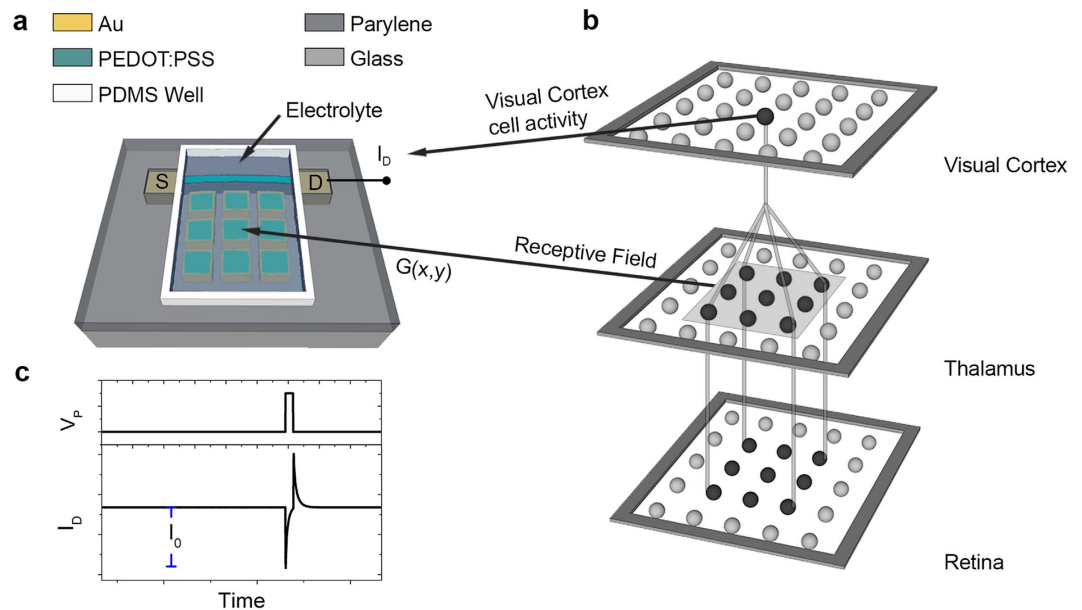 a
Au
PEDOT:PSS
PDMS Well
Parylene
Glass
Electrolyte
S
D
I_D
G(x,y)
b
Visual Cortex
cell activity
Receptive Field
Visual Cortex
Thalamus
Retina
c
V_P
I_D
I_0
Time